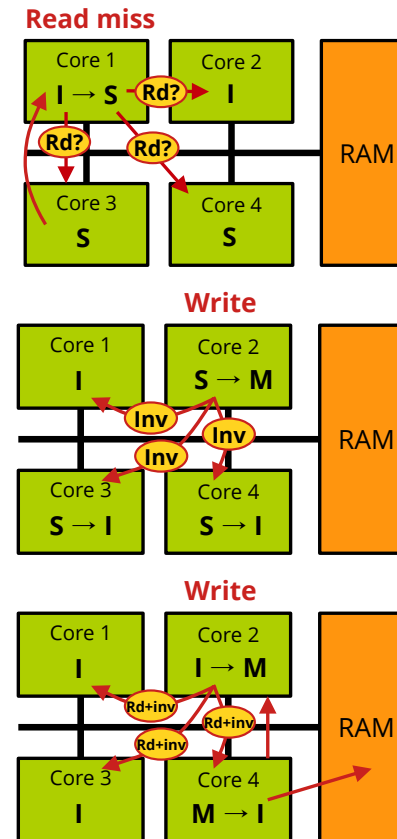 Read miss
Core 1
I → S
Rd?
Core 2
I
Rd?
Rd?
RAM
Core 3
S
Core 4
S
Write
Core 1
I
Core 2
S → M
Inv
Inv
Inv
RAM
Core 3
S → I
Core 4
S → I
Write
Core 1
I
Core 2
I → M
Rd+inv
Rd+inv
Rd+inv
RAM
Core 3
I
Core 4
M → I